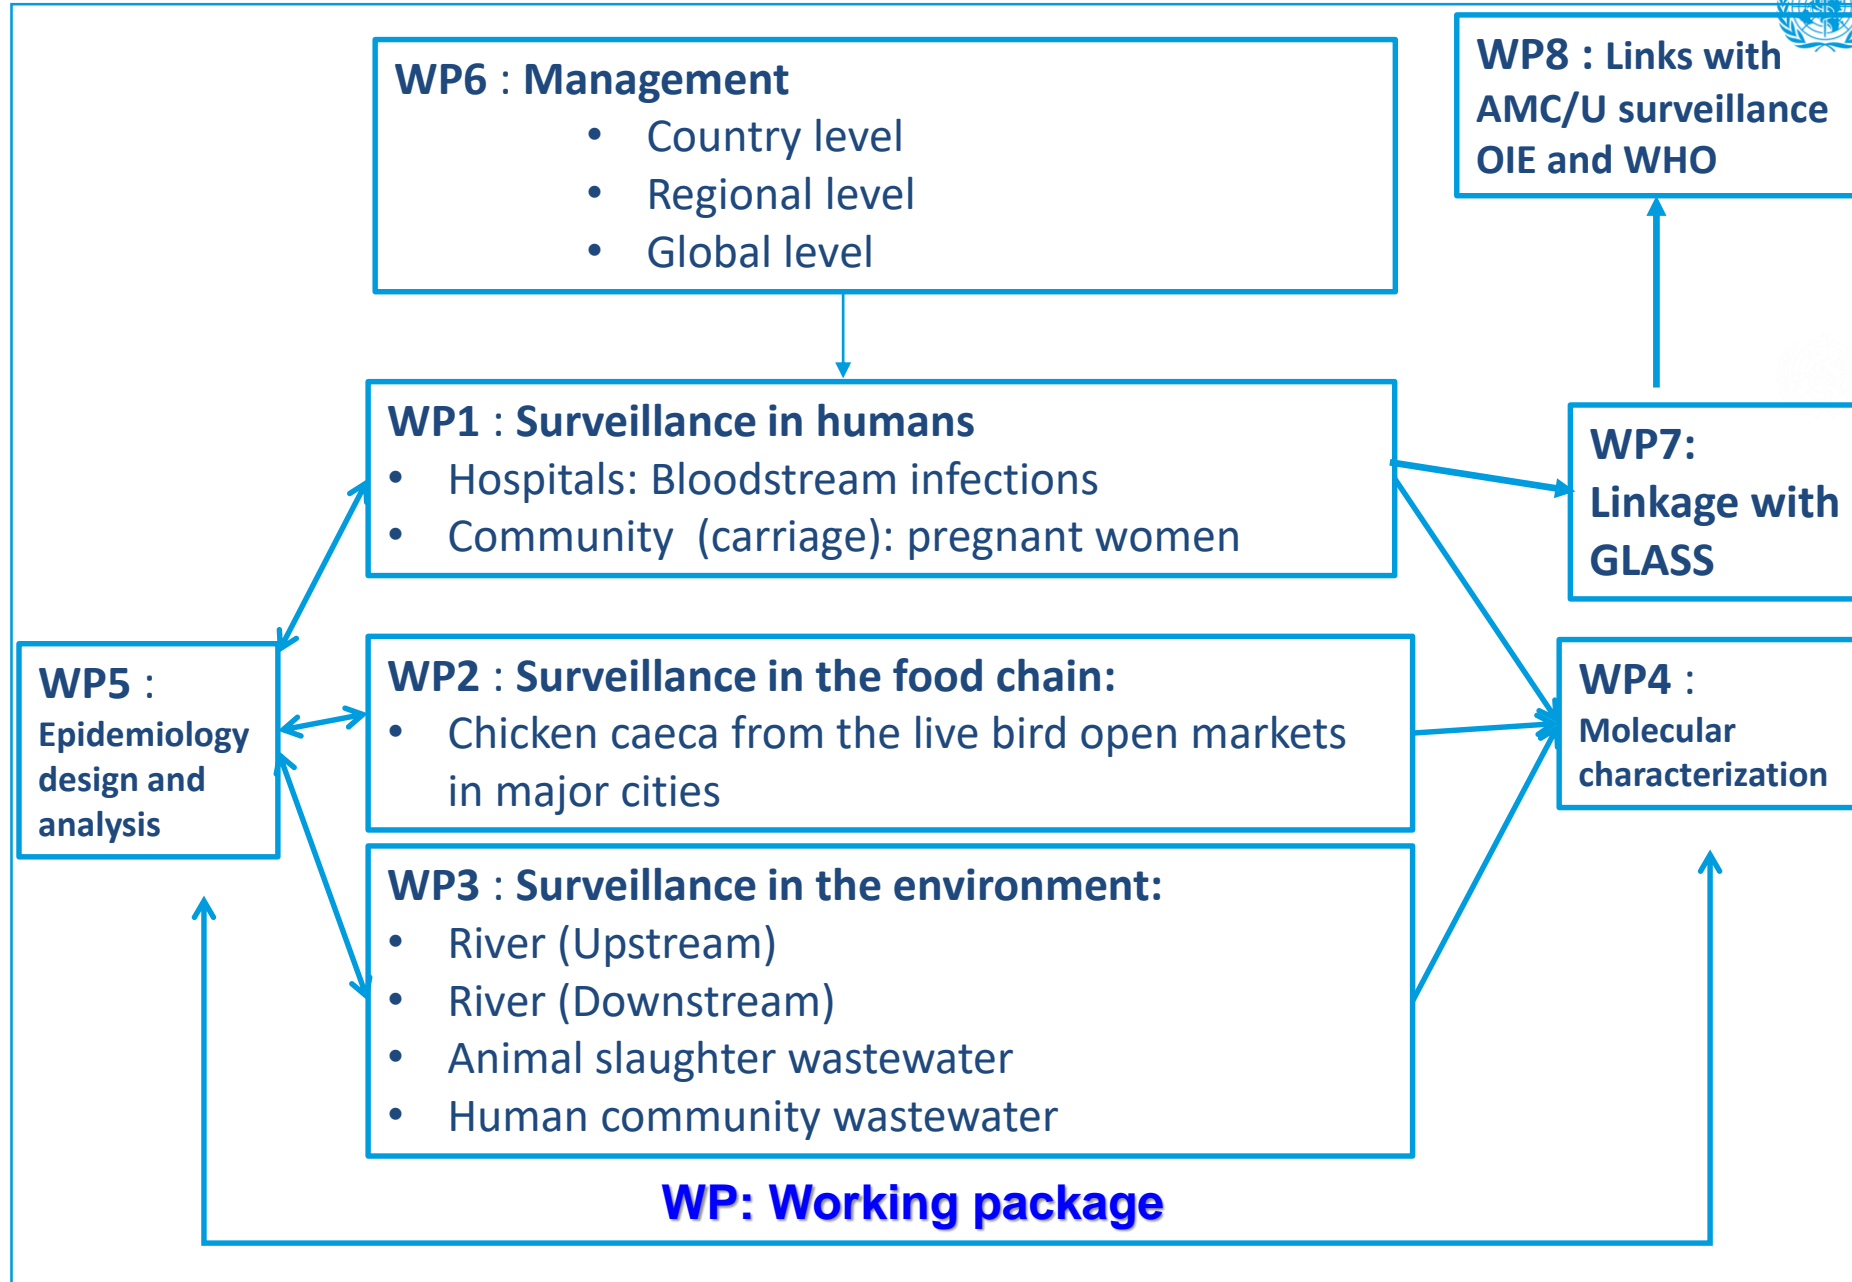 WP6 : Management
• Country level
• Regional level
• Global level
WP8 : Links with
AMC/U surveillance
OIE and WHO
WP1 : Surveillance in humans
• Hospitals: Bloodstream infections
• Community (carriage): pregnant women
WP7:
Linkage with
GLASS
WP5 :
Epidemiology
design and
analysis
WP2 : Surveillance in the food chain:
• Chicken caeca from the live bird open markets
in major cities
WP4 :
Molecular
characterization
WP3 : Surveillance in the environment:
• River (Upstream)
• River (Downstream)
• Animal slaughter wastewater
• Human community wastewater
WP: Working package